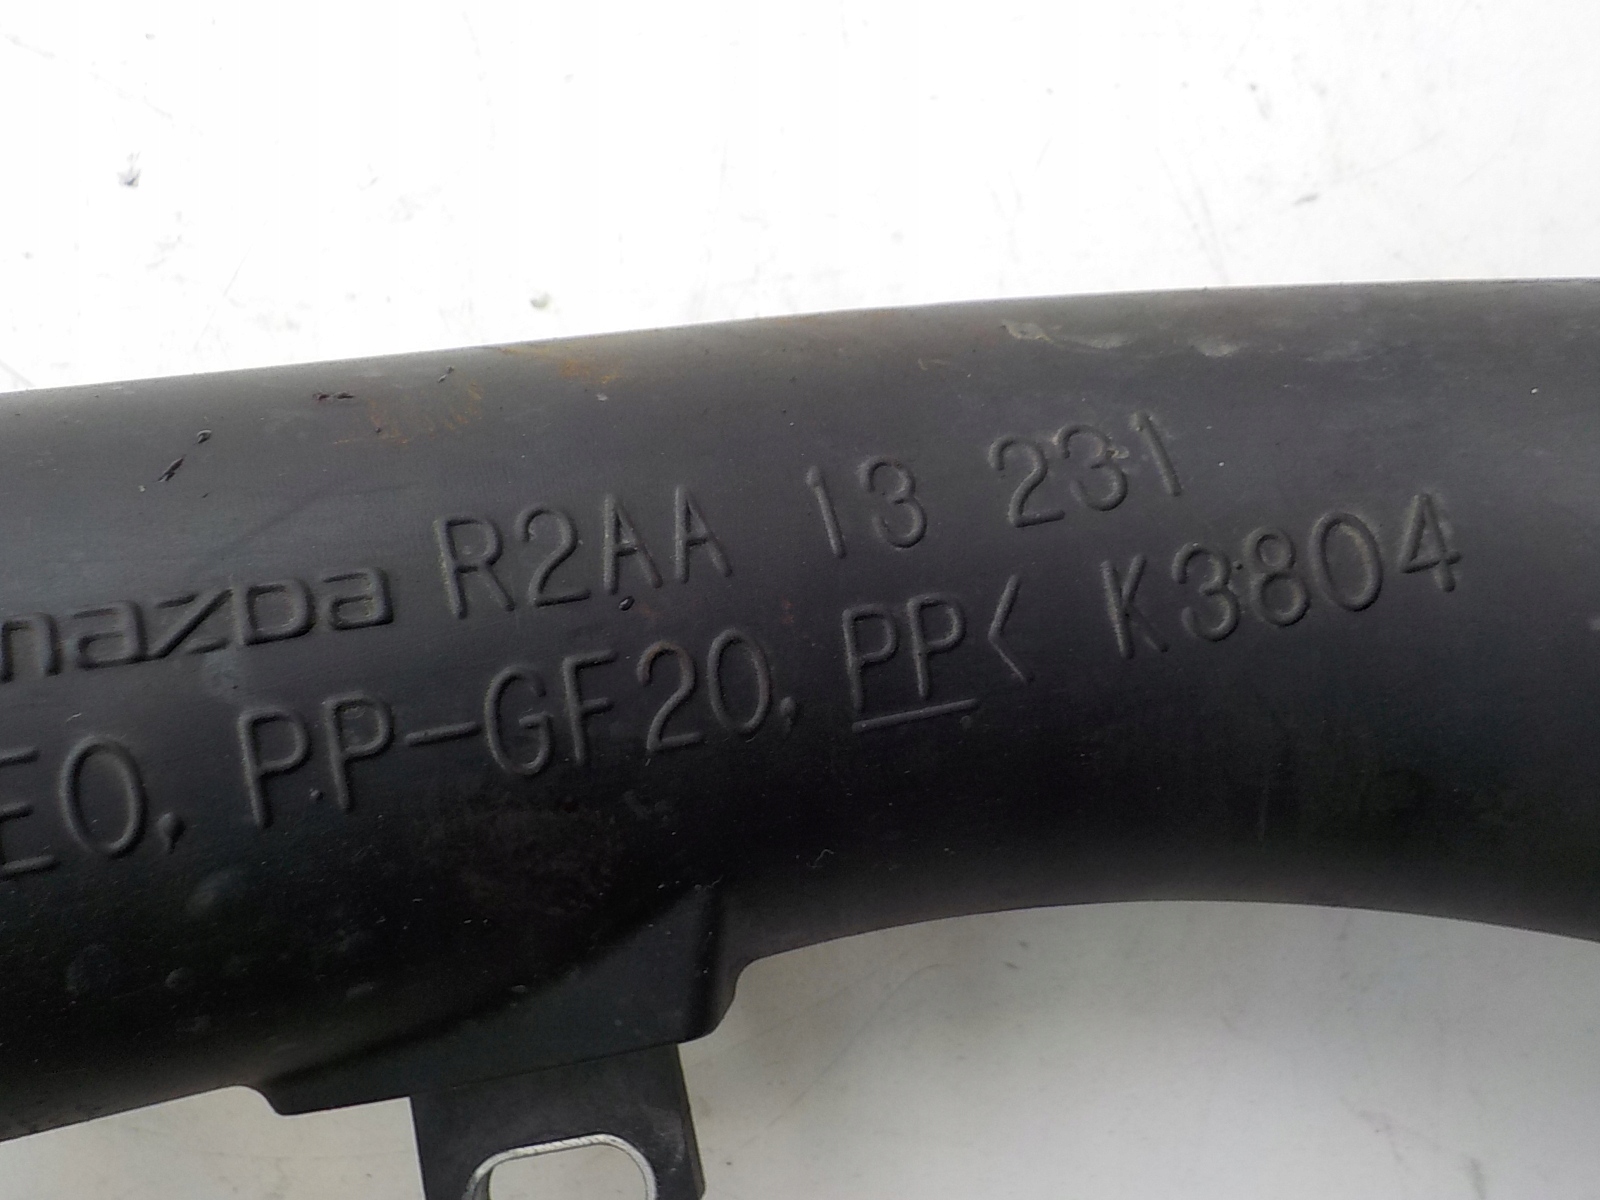 mazda R2AA 13 231
EO, PP-GF20, PP< K3804